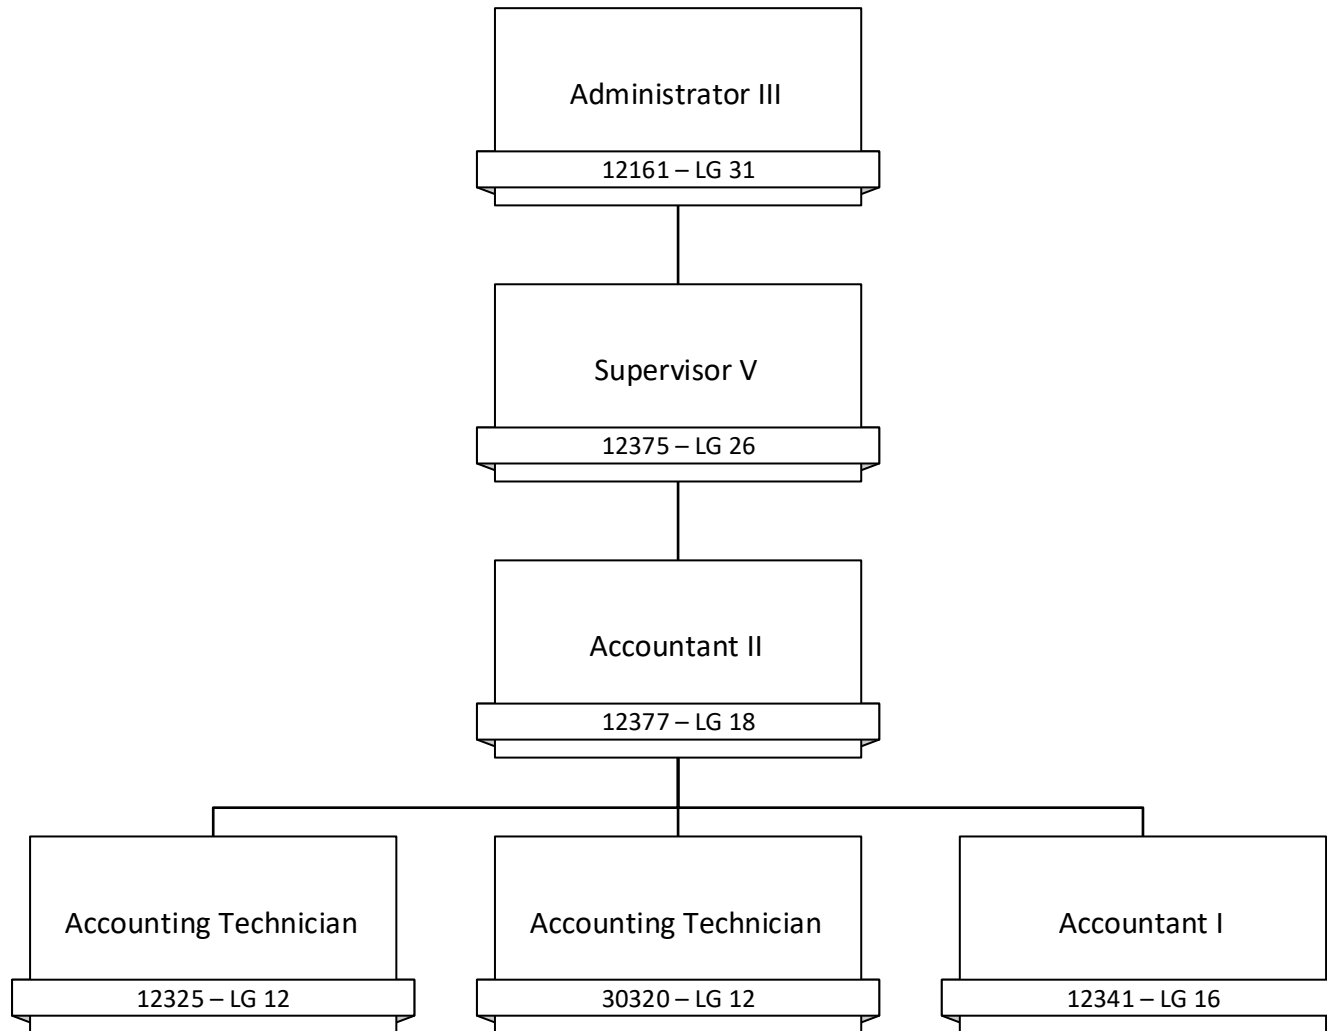 Administrator III
12161 – LG 31
Supervisor V
12375 – LG 26
Accountant II
12377 – LG 18
Accounting Technician
12325 – LG 12
Accounting Technician
30320 – LG 12
Accountant I
12341 – LG 16